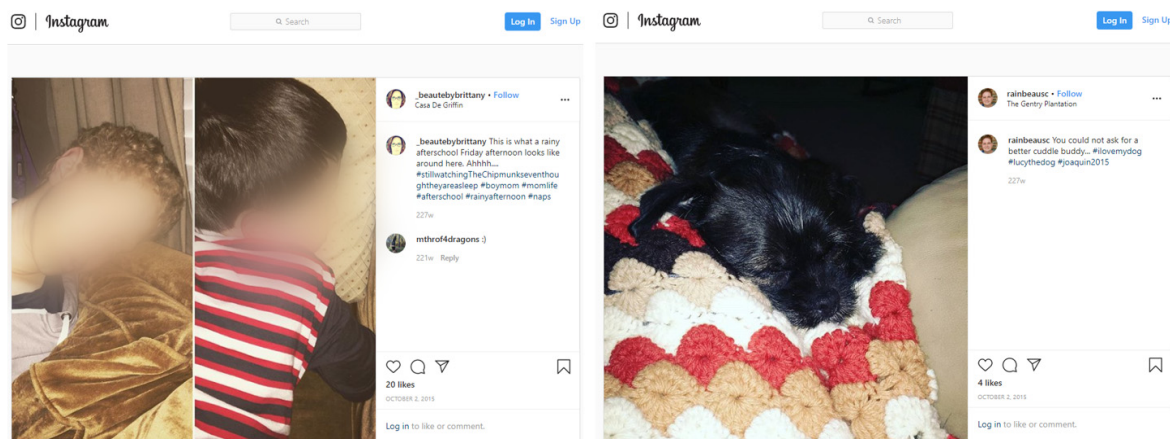 Instagram
Search
Log In
Sign Up
_beautebybrittany • Follow
Casa De Griffin
_beautebybrittany This is what a rainy
afterschool Friday afternoon looks like
around here. Ahhhh....
#stillwatchingTheChipmunkseventhou
ghtheyareasleep #boymom #momlife
#afterschool #rainyafternoon #naps
227w
mthrof4dragons :)
221w Reply
20 likes
OCTOBER 2, 2015
Log in to like or comment.
Instagram
Search
Log In
Sign Up
rainbeausc • Follow
The Gentry Plantation
rainbeausc You could not ask for a
better cuddle buddy... #ilovemydog
#lucythedog #joaquin2015
227w
4 likes
OCTOBER 2, 2015
Log in to like or comment.